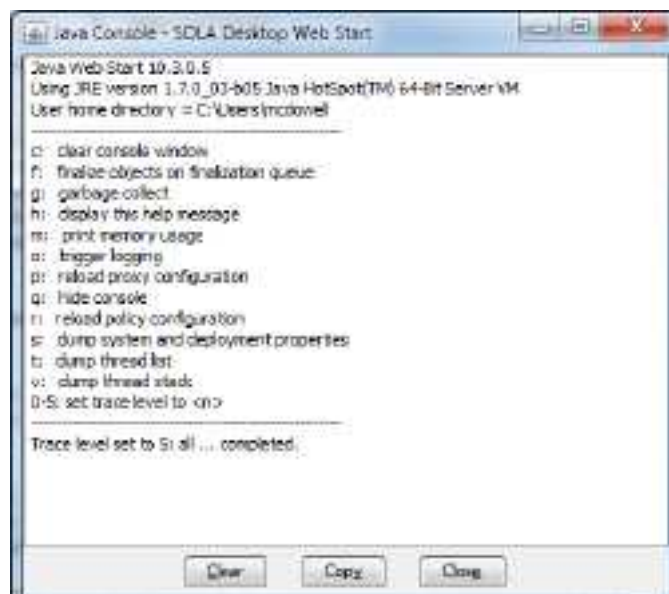 Java Console - SDLA Desktop Web Start
Java Web Start 10.3.0.5
Using JRE version 1.7.0_03-b05 Java HotSpot(TM) 64-Bit Server VM
User home directory = C:\Users\mcdowell
----------------------------------------------------
c:   clear console window
f:   finalize objects on finalization queue
g:   garbage collect
h:   display this help message
m:   print memory usage
o:   trigger logging
p:   reload proxy configuration
q:   hide console
r:   reload policy configuration
s:   dump system and deployment properties
t:   dump thread list
v:   dump thread stack
0-5: set trace level to <n>
----------------------------------------------------
Trace level set to 5: all ... completed.
Clear Copy Close